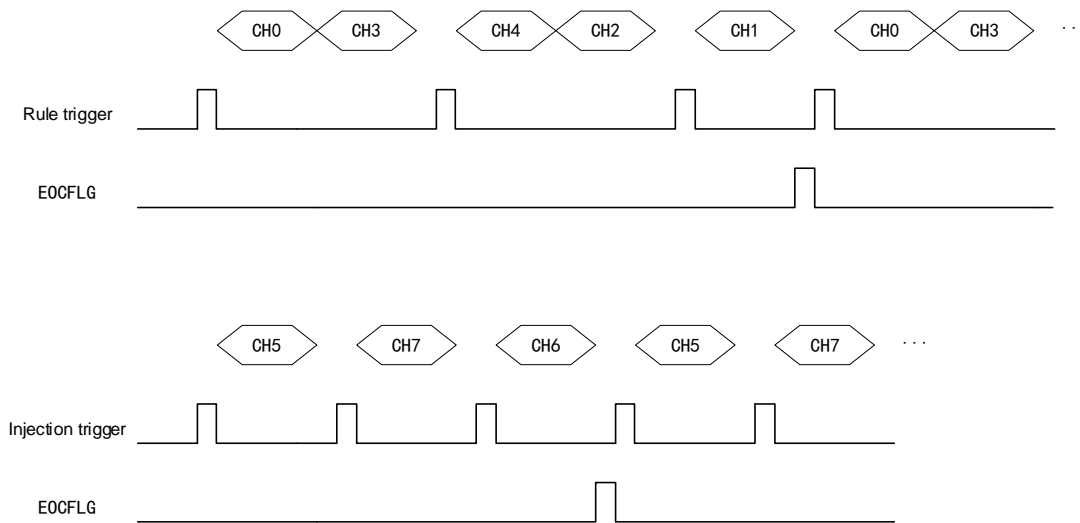 CH0 CH3 CH4 CH2 CH1 CH0 CH3 ..
Rule trigger
EOCFLG
CH5 CH7 CH6 CH5 CH7 ...
Injection trigger
EOCFLG